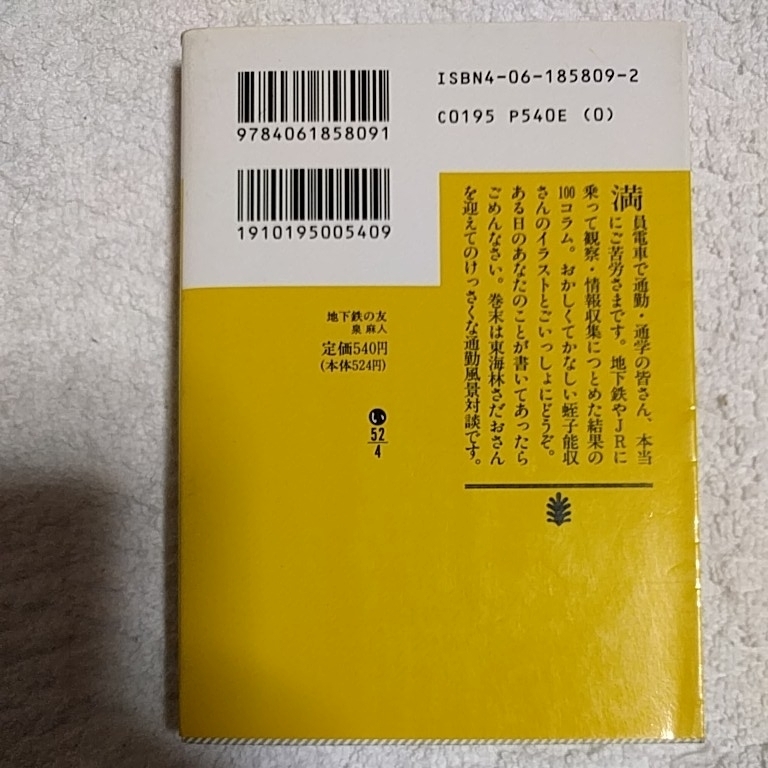 9784061858091
ISBN4-06-185809-2
C0195 P540E (0)
1910195005409
満員電車で通勤・通学の皆さん、本当
にご苦労さまです。地下鉄やJRに
乗って観察・情報収集につとめた結果の
100コラム。おかしくてかなしい蛭子能収
さんのイラストとごいっしょにどうぞ。
ある日のあなたのことが書いてあったら
ごめんなさい。巻末は東海林さだおさん
を迎えてのけっさくな通勤風景対談です。
地下鉄の友
泉 麻人
定価540円
(本体524円)
い
52
4